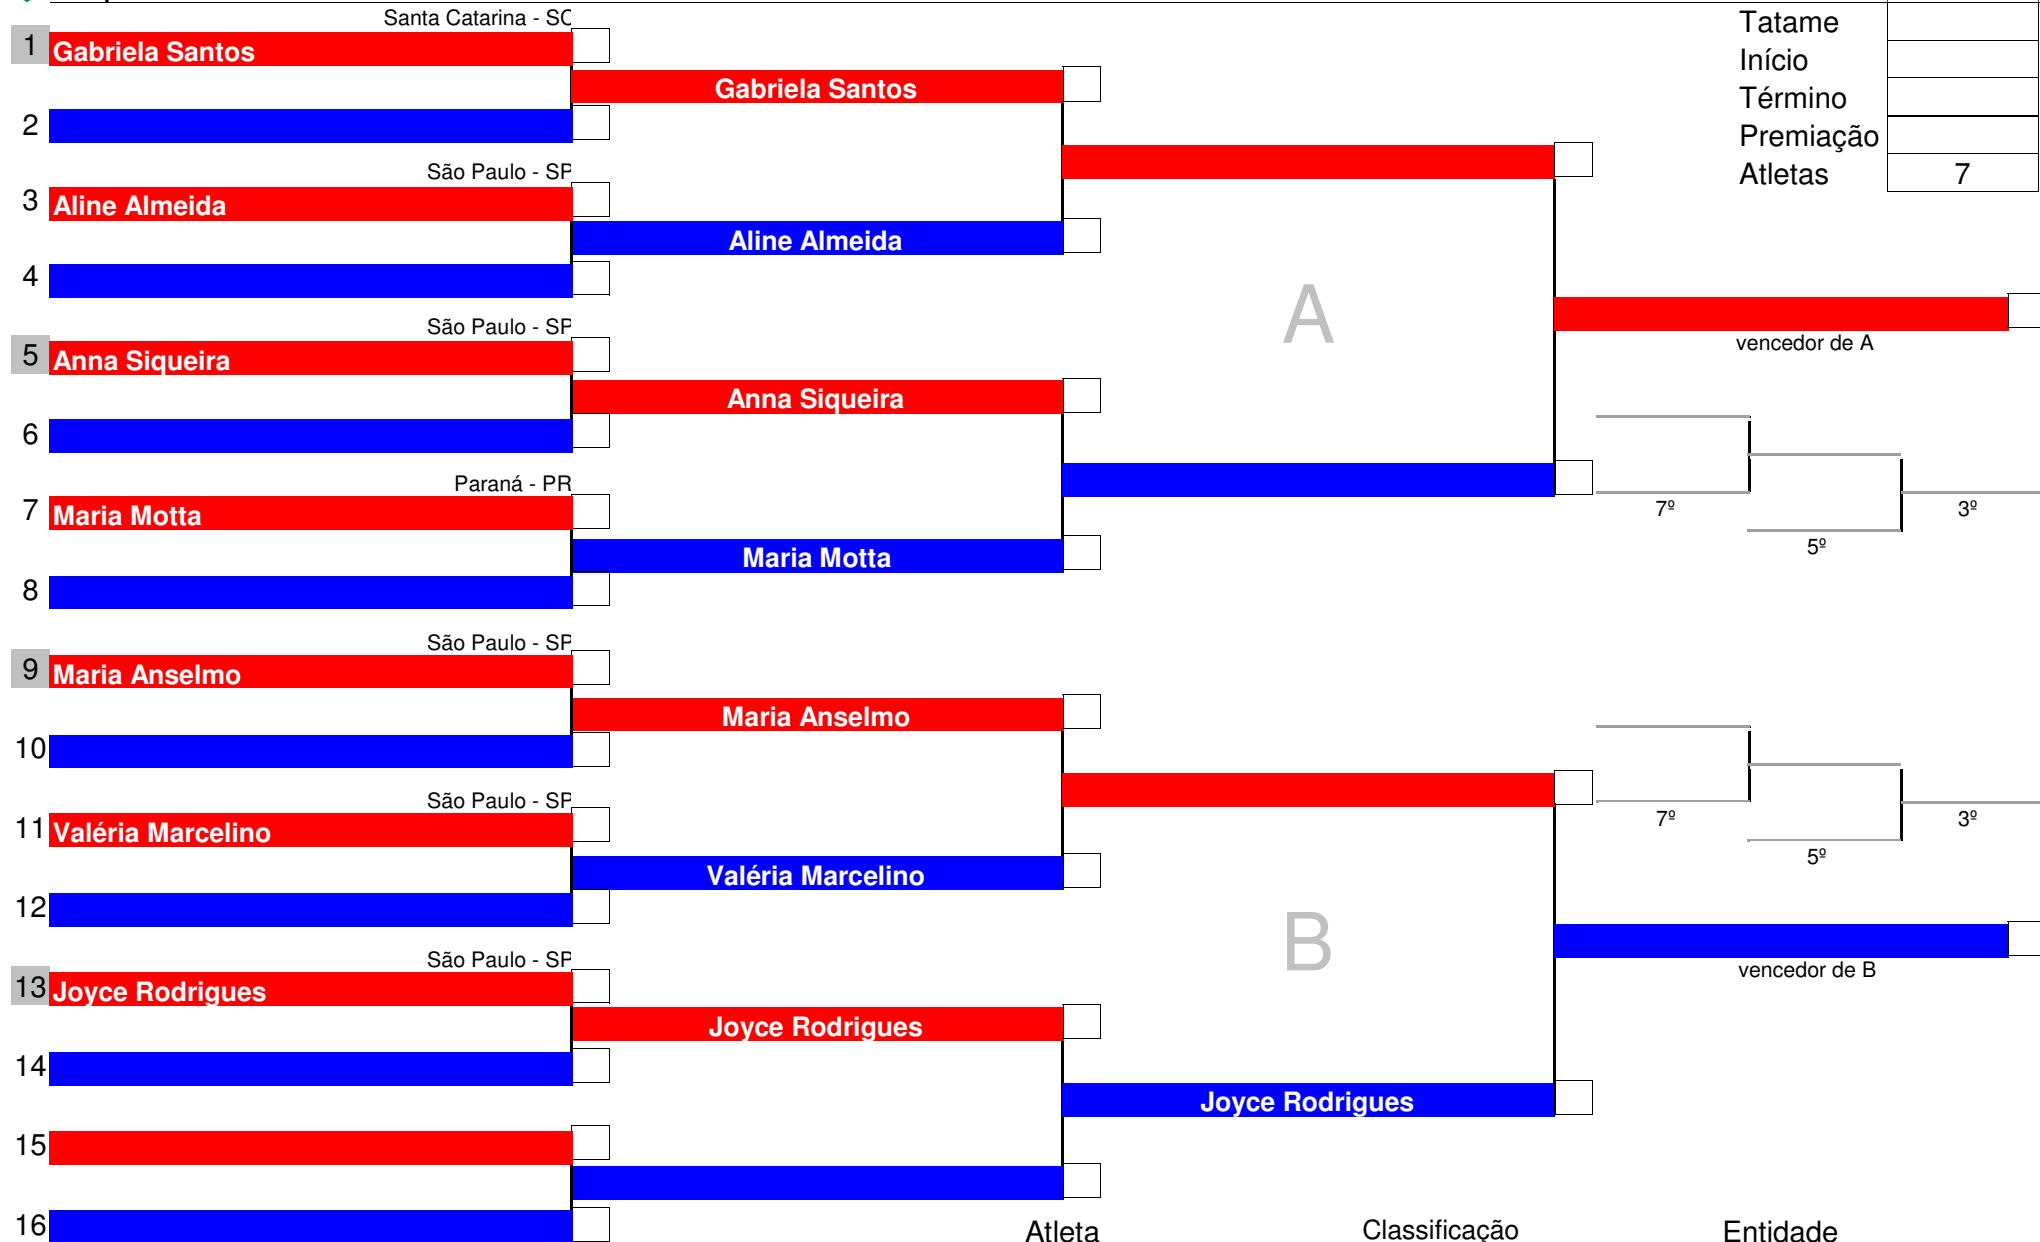 Santa Catarina - SC
1 Gabriela Santos
Gabriela Santos
2
São Paulo - SP
3 Aline Almeida
Aline Almeida
4
São Paulo - SP
5 Anna Siqueira
Anna Siqueira
6
Paraná - PR
7 Maria Motta
Maria Motta
8
São Paulo - SP
9 Maria Anselmo
Maria Anselmo
10
São Paulo - SP
11 Valéria Marcelino
Valéria Marcelino
12
São Paulo - SP
13 Joyce Rodrigues
Joyce Rodrigues
14
Joyce Rodrigues
15
16
A
B
Tatame
Início
Término
Premiação
Atletas 7
vencedor de A
7º
3º
5º
7º
3º
5º
vencedor de B
Atleta Classificação Entidade